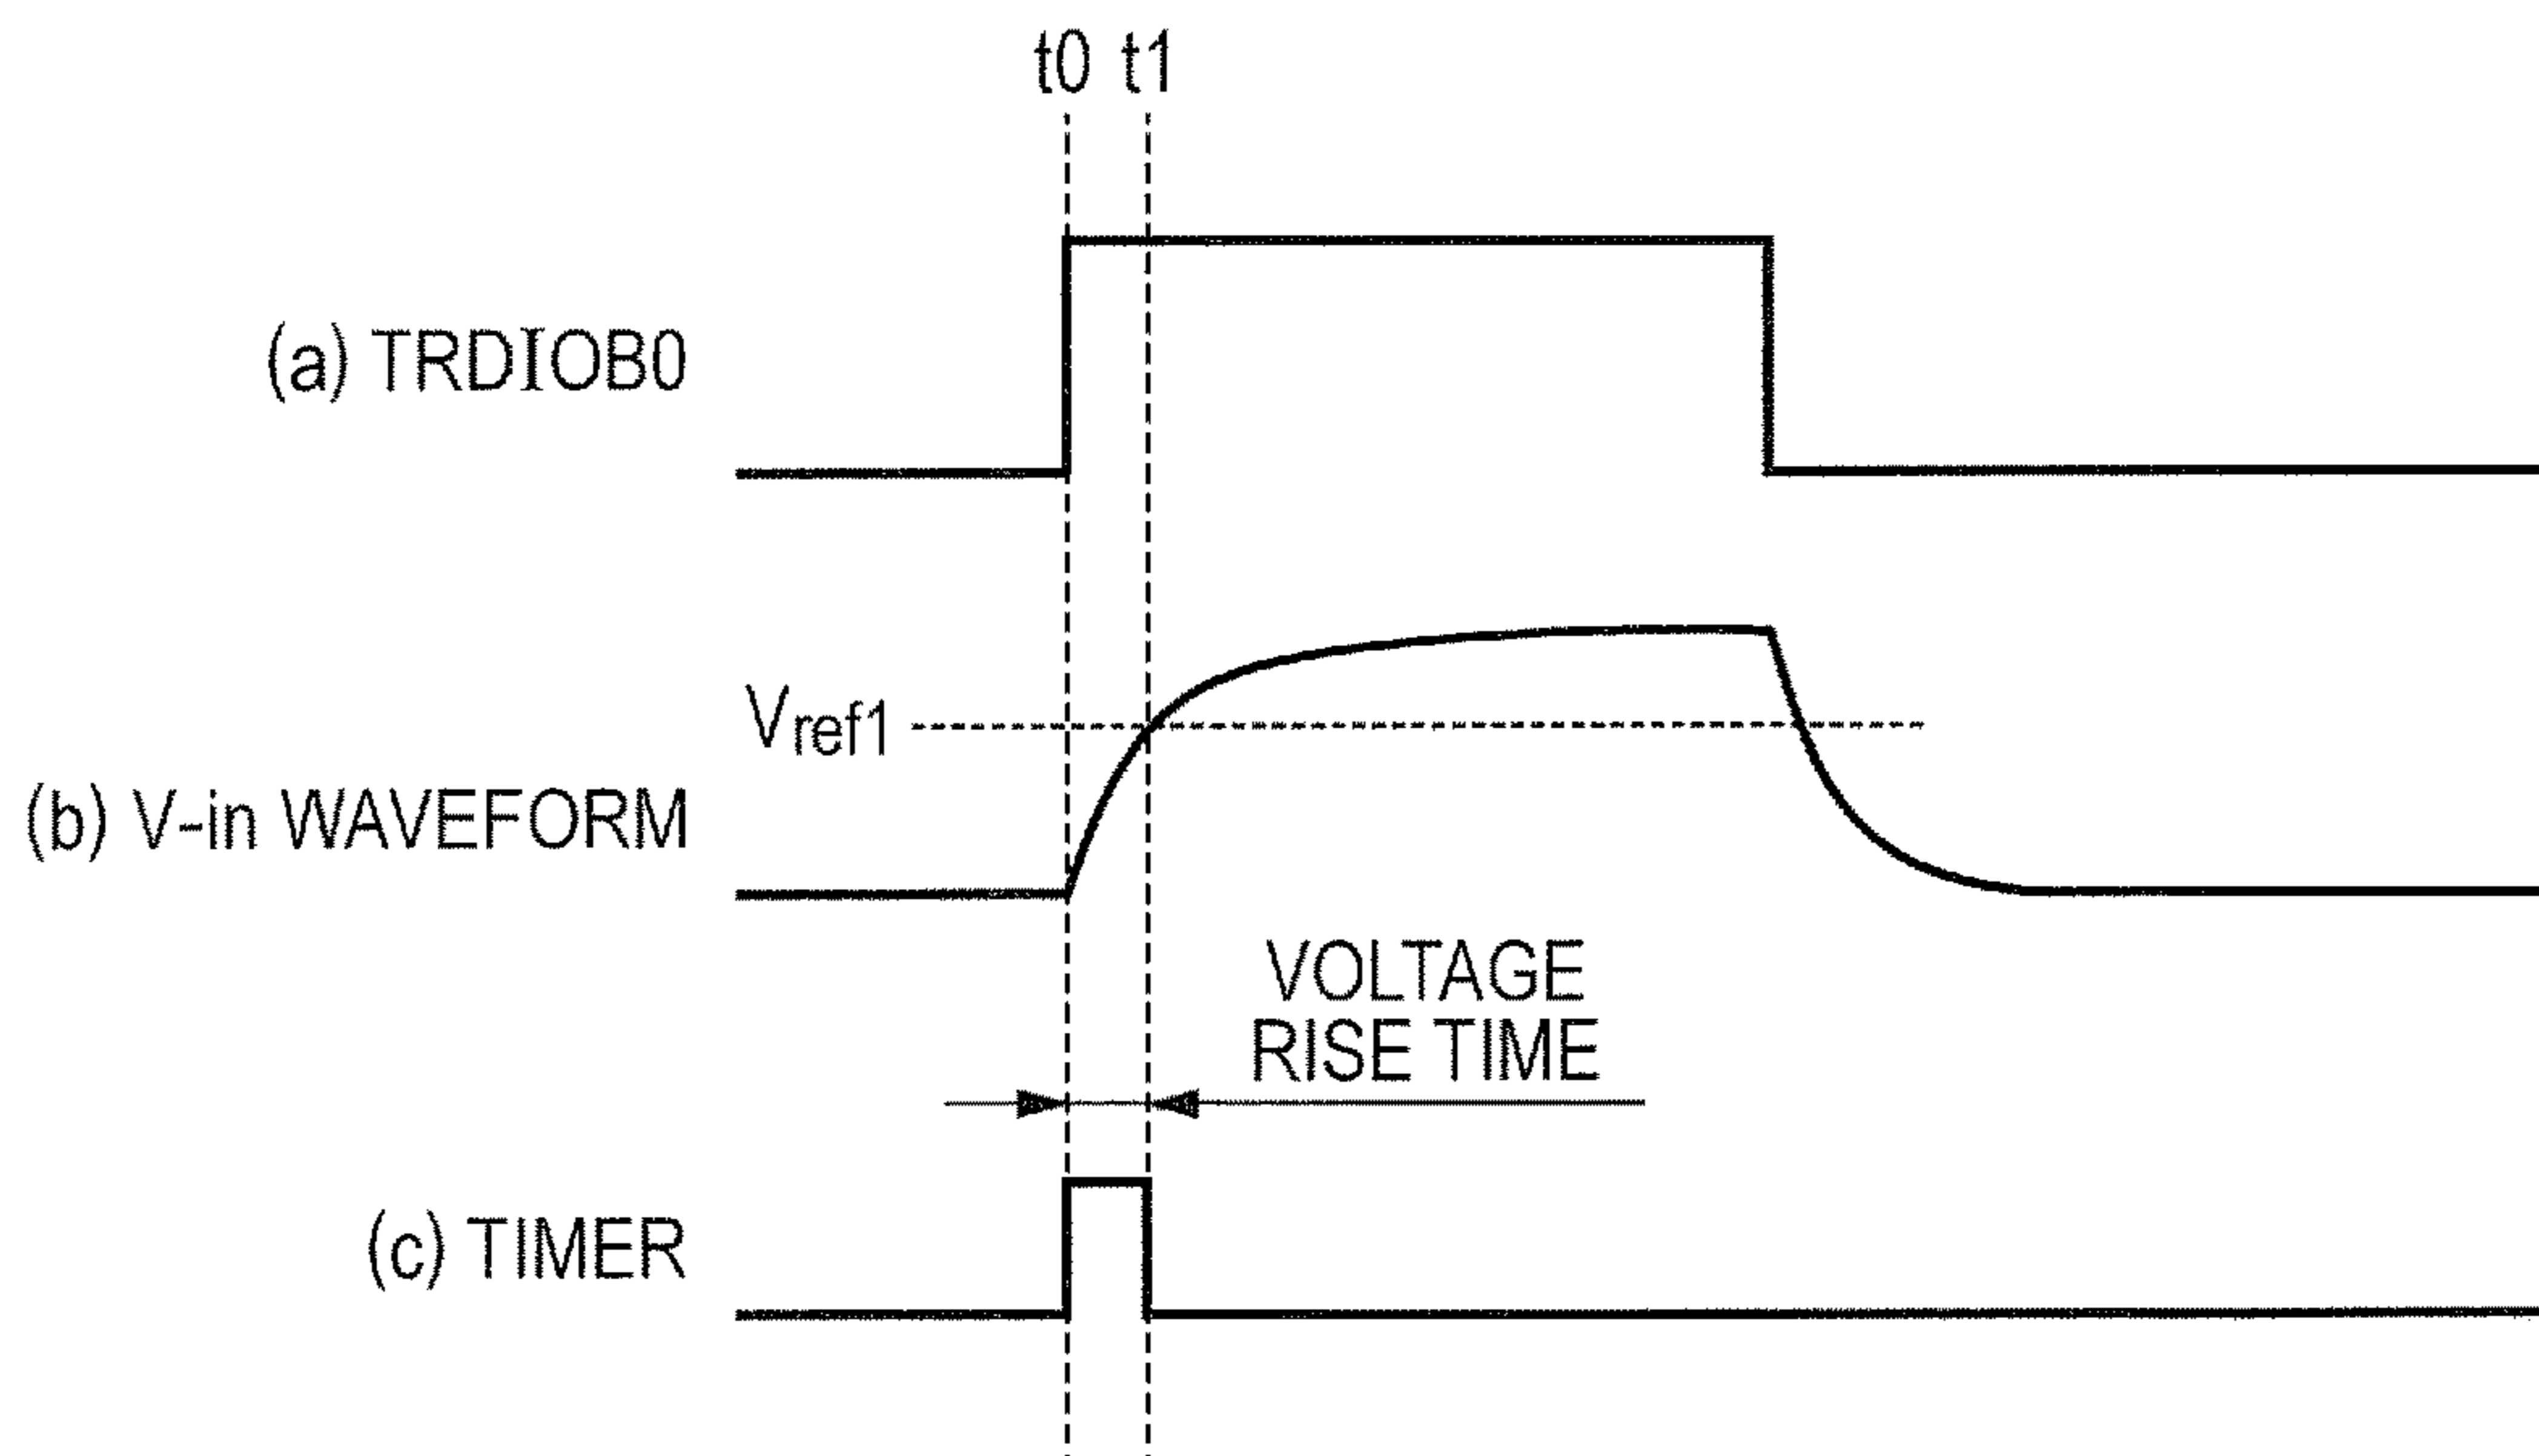 t0 t1
(a) TRDIOB0
Vref1
(b) V-in WAVEFORM
VOLTAGE
RISE TIME
(c) TIMER